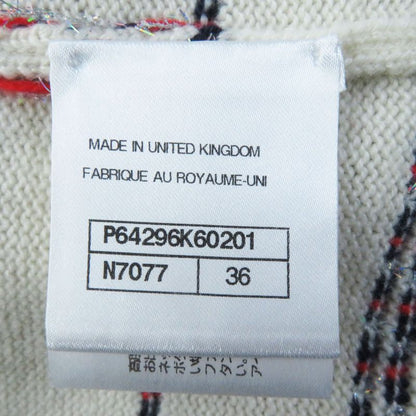 MADE IN UNITED KINGDOM
FABRIQUE AU ROYAUME-UNI
P64296K60201
N7077 36